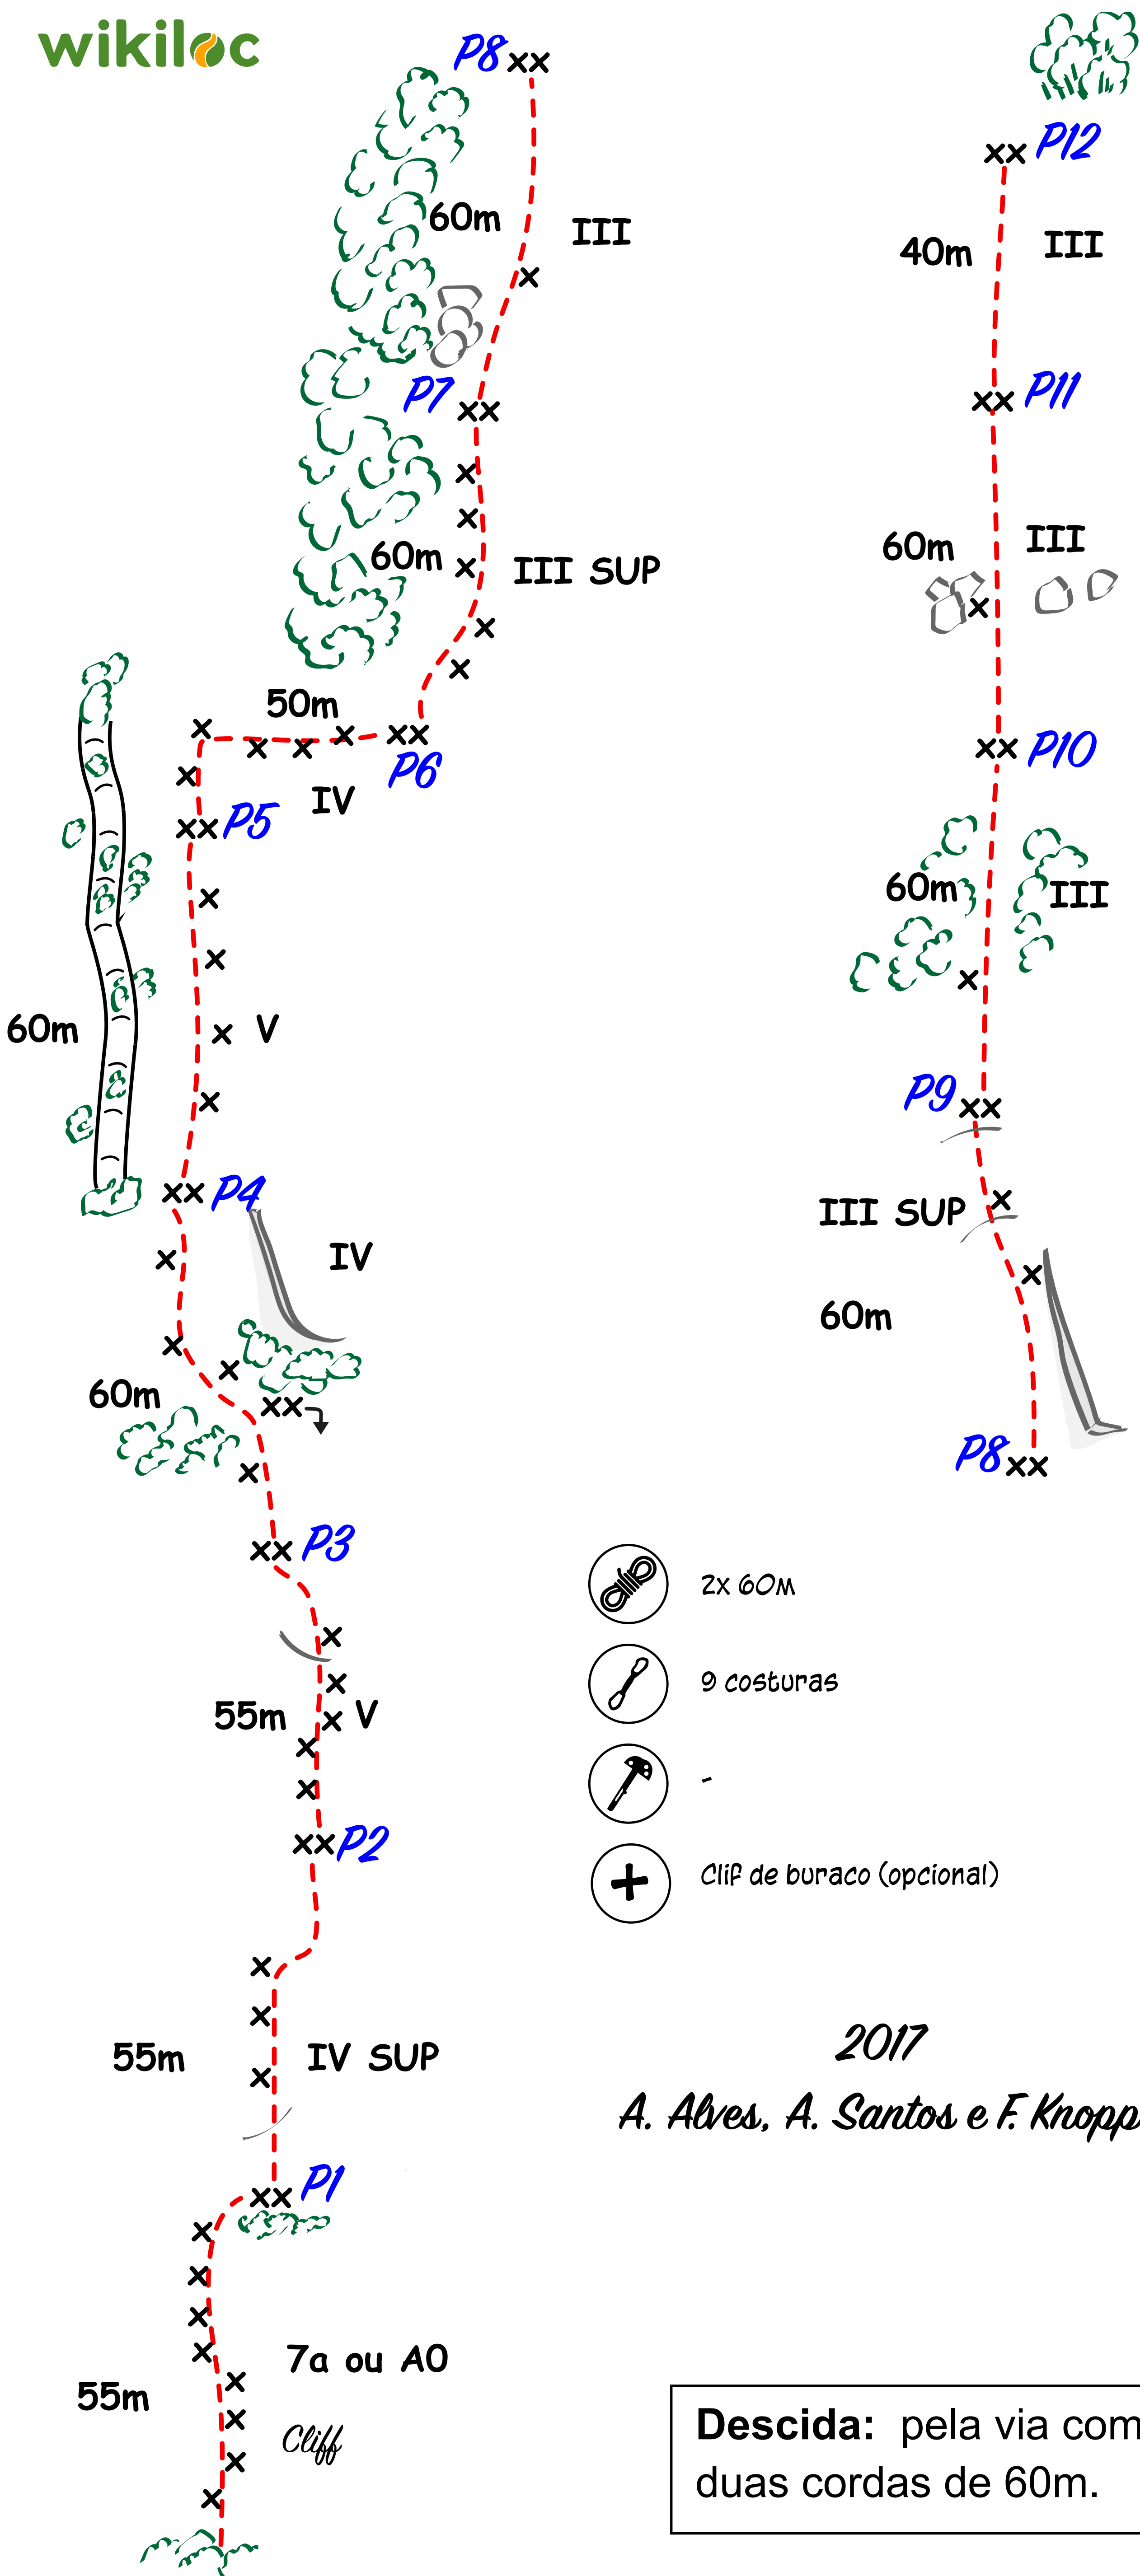 wikiloc
P8
60m
III
P7
60m
III SUP
50m
P6
IV
P5
60m
V
P4
IV
60m
P3
55m
V
P2
55m
IV SUP
P1
7a ou A0
55m
Cliff
P12
40m
III
P11
60m
III
P10
60m
III
P9
III SUP
60m
P8
2x 60m
9 costuras
-
Clif de buraco (opcional)
2017
A. Alves, A. Santos e F. Knopp
Descida: pela via com
duas cordas de 60m.